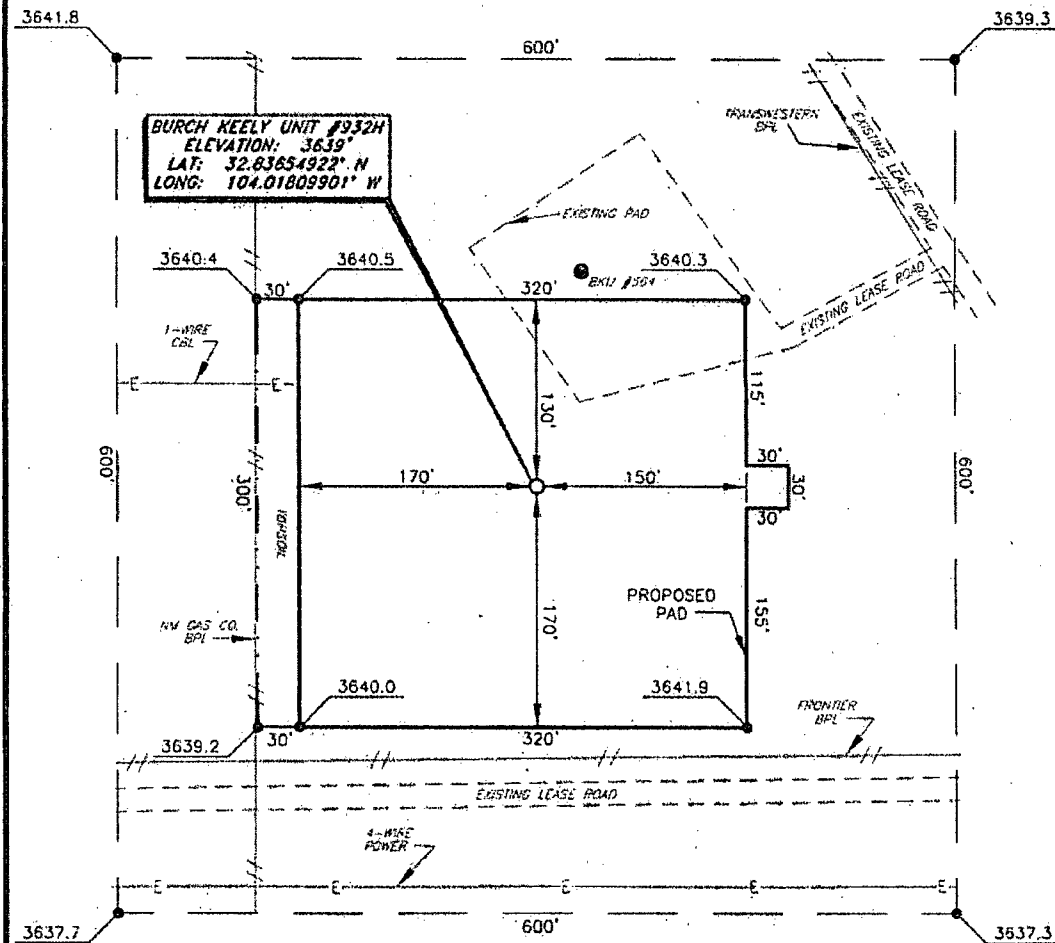 3641.8
3639.3
600'
BURCH KEELY UNIT #932H
ELEVATION: 3639'
LAT: 32.83654922° N
LONG: 104.01809901° W
TRANSWESTERN
BPL
EXISTING LEASE ROAD
EXISTING PAD
3640.4
3640.5
BKU #564
3640.3
30'
320'
EXISTING LEASE ROAD
1-WIRE
CBL
E
E
130'
115'
600'
300'
170'
150'
30'
30'
30'
600'
TOPSOIL
NM GAS CO.
BPL
170'
PROPOSED
PAD
155'
3640.0
3641.9
FRONTIER
BPL
3639.2
30'
320'
EXISTING LEASE ROAD
4-WIRE
POWER
E
E
E
E
E
3637.7
600'
3637.3